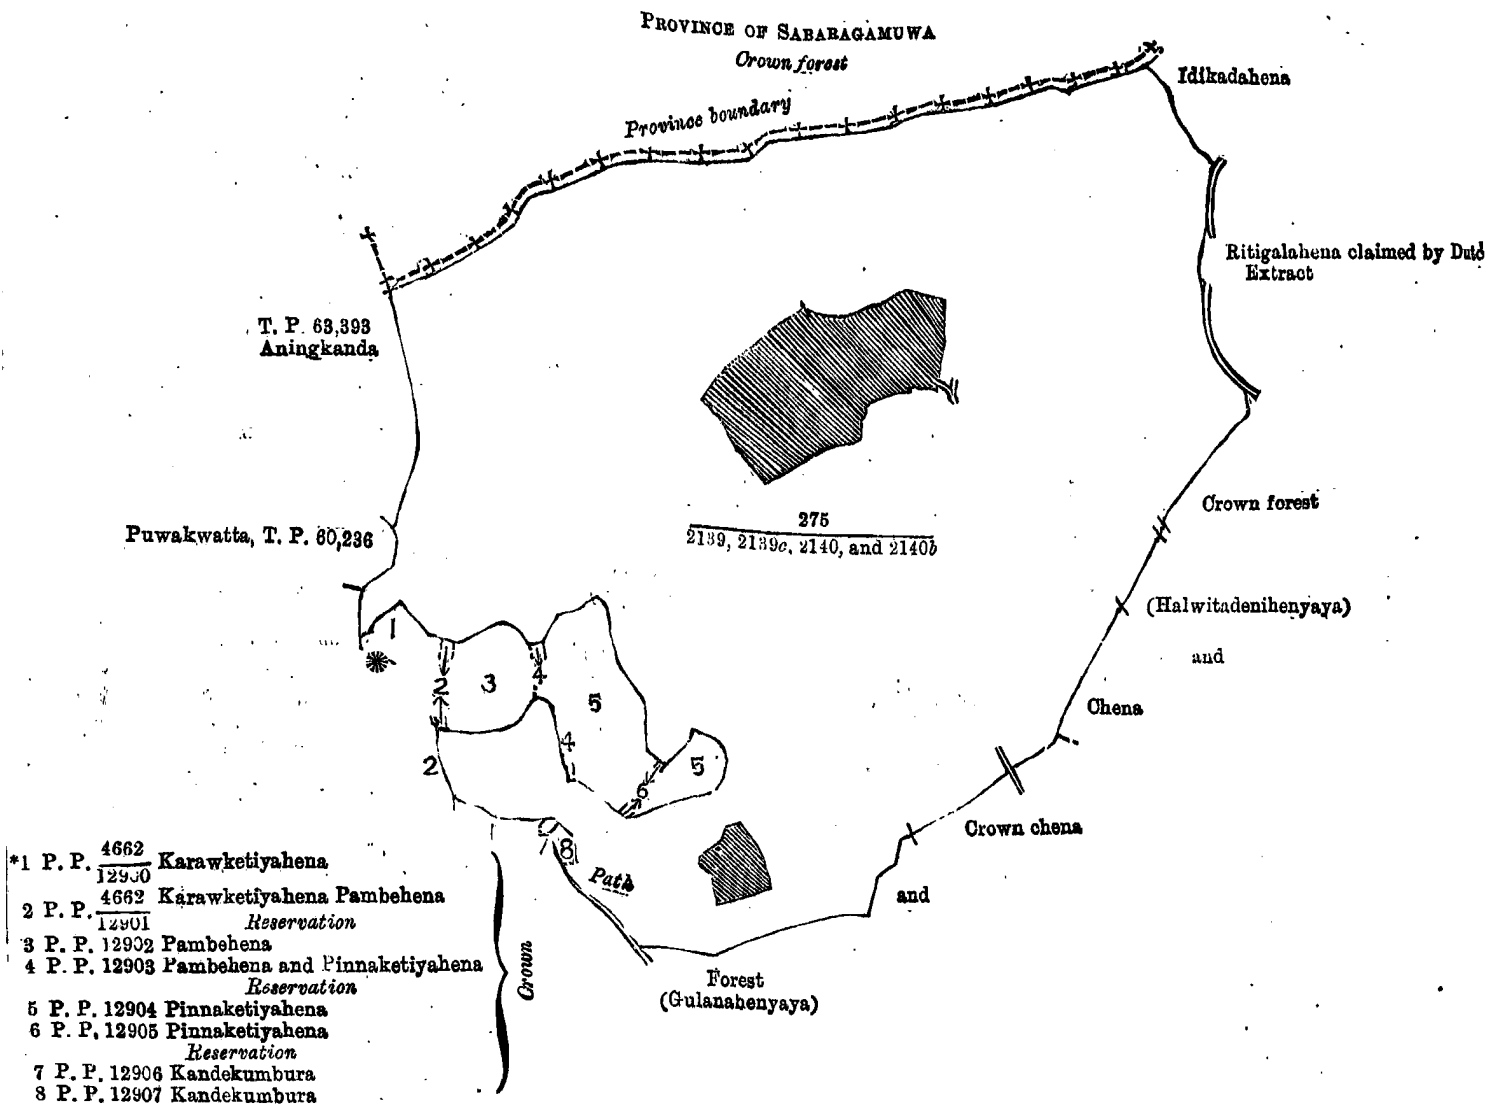 PROVINCE OF SABARAGAMUWA
Crown forest
Province boundary
Idikadahena
Ritigalahena claimed by
Extract
T. P. 63,393
Aningkanda
Crown forest
275
2139, 2139c, 2140, and 2140b
Puwakwatta, T. P. 60,236
(Halwitadenihenyaya)
and
1
2
3
4
5
Chena
4
2
5
6
Crown chena
8
Path
and
*1 P. P. 4662
Karawketiyahena
2 P. P. 4662
12901
Karawketiyahena Pambehena
Reservation
3 P. P. 12902 Pambehena
4 P. P. 12903 Pambehena and Pinnaketiyahena
Reservation
5 P. P. 12904 Pinnaketiyahena
6 P. P. 12905 Pinnaketiyahena
Reservation
7 P. P. 12906 Kandekumbura
8 P. P. 12907 Kandekumbura
Crown
Forest
(Gulanahenyaya)